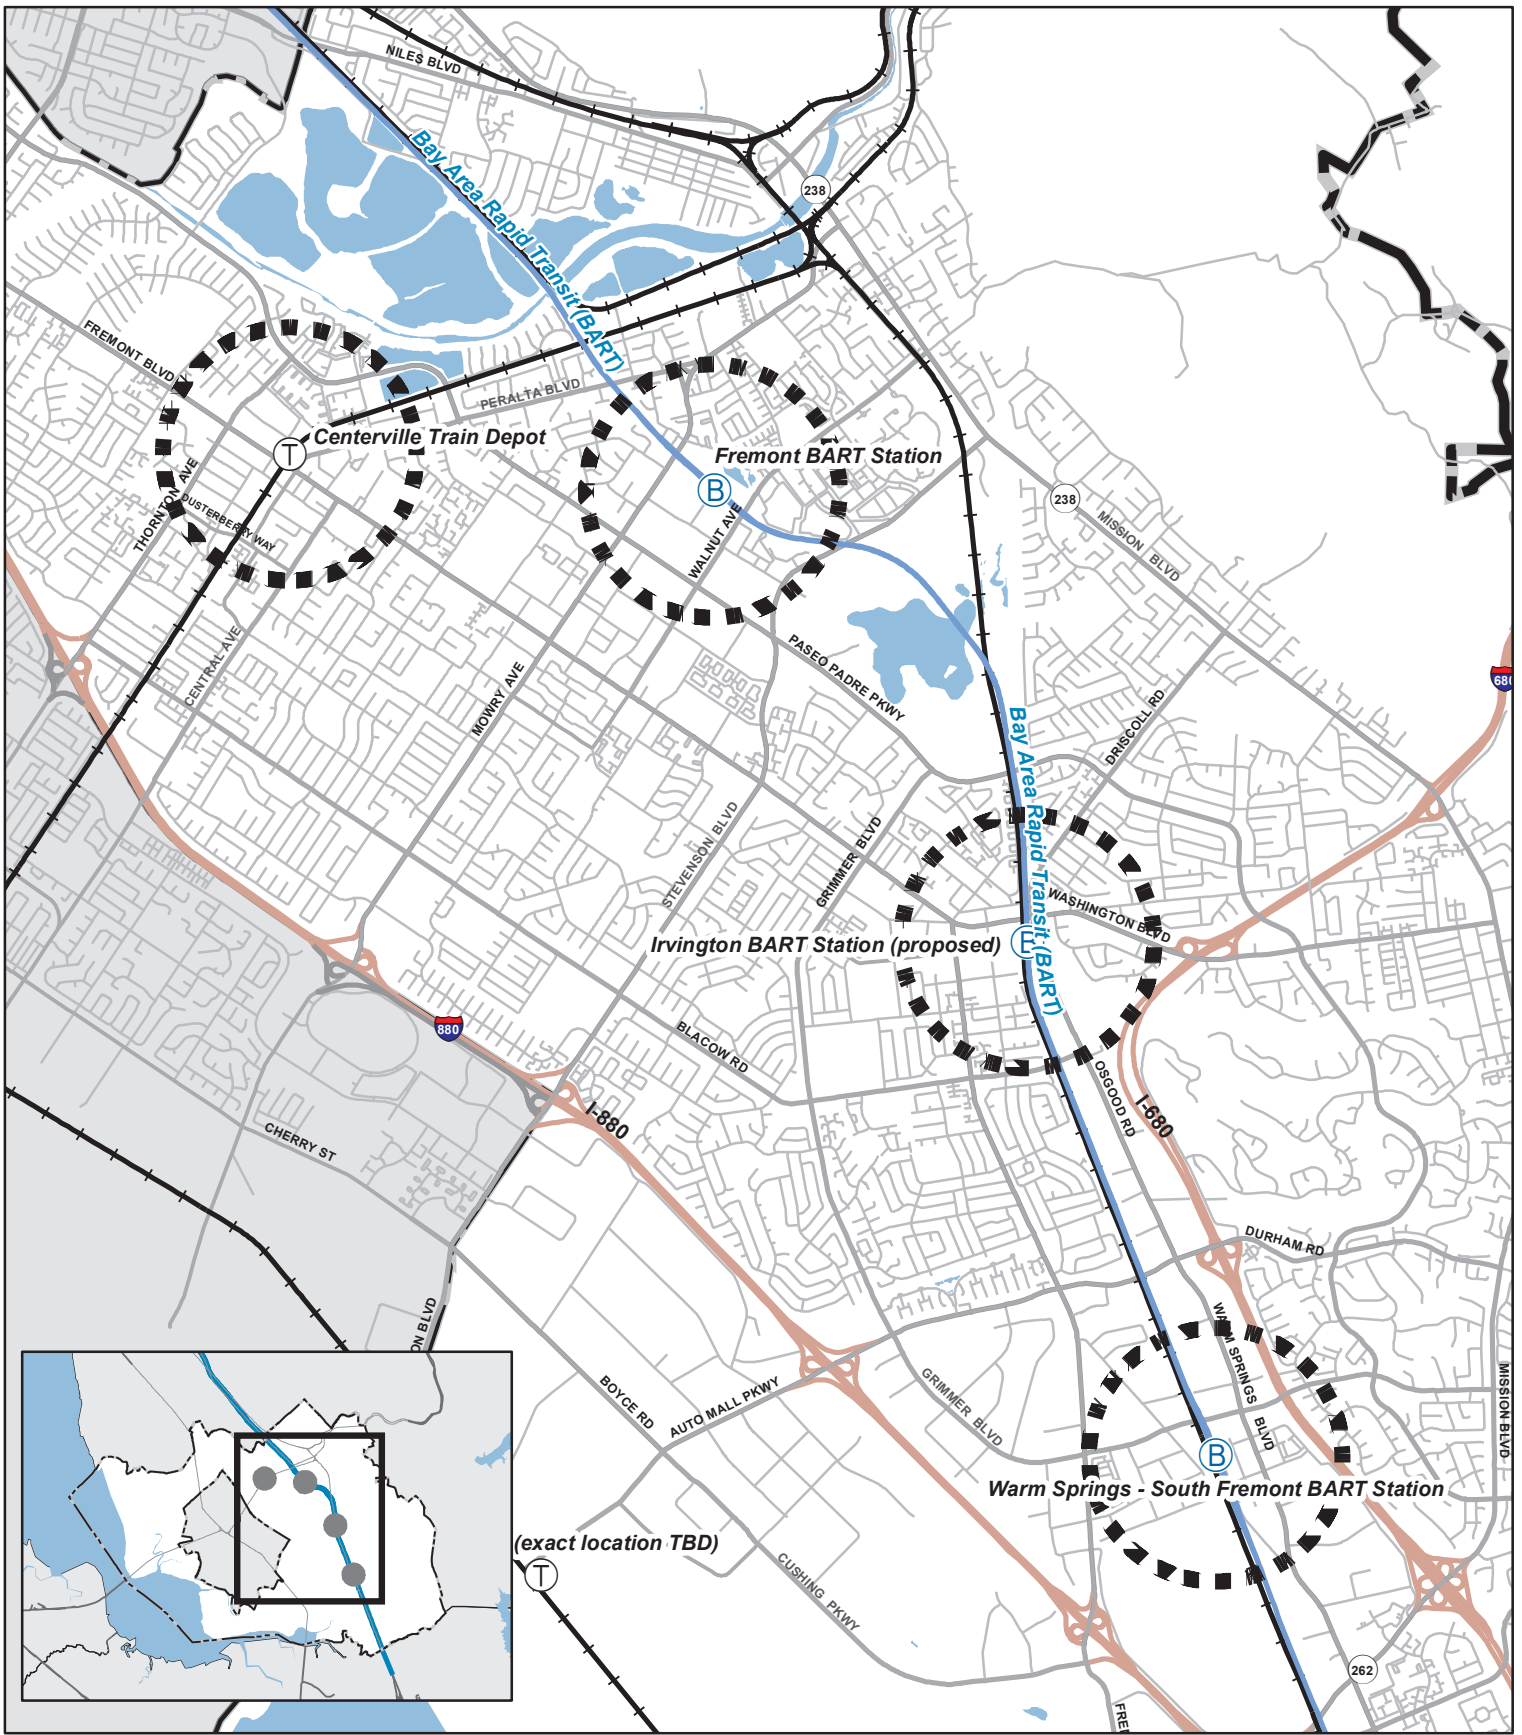 NILES BLVD
Bay Area Rapid Transit (BART)
238
FREMONT BLVD
PERALTA BLVD
Centerville Train Depot
T
Fremont BART Station
B
THORNTON AVE
DUSTERBERRY WAY
WALNUT AVE
238
MISSION BLVD
CENTRAL AVE
MOWRY AVE
PASEO PADRE PKWY
DRISCOLL RD
680
Bay Area Rapid Transit (BART)
STEVENSON BLVD
GRIMMER BLVD
WASHINGTON BLVD
Irvington BART Station (proposed)
880
BLACOW RD
OSGOOD RD
I-880
I-680
CHERRY ST
DURHAM RD
ON BLVD
WARM SPRINGS BLVD
BOYCE RD
AUTO MALL PKWY
GRIMMER BLVD
MISSION BLVD
B
Warm Springs - South Fremont BART Station
(exact location TBD)
T
CUSHING PKWY
262
FRE